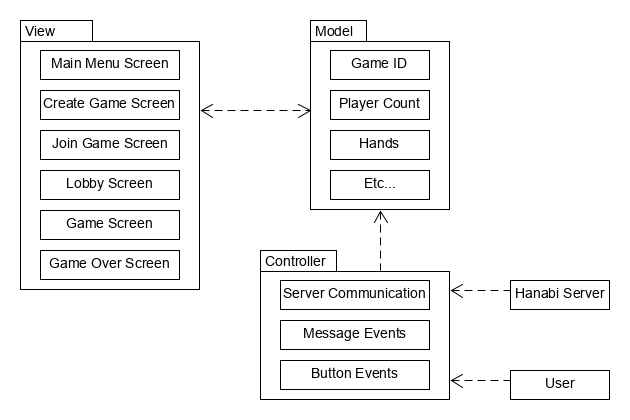 View
Main Menu Screen
Create Game Screen
Join Game Screen
Lobby Screen
Game Screen
Game Over Screen
Model
Game ID
Player Count
Hands
Etc...
Controller
Server Communication
Message Events
Button Events
Hanabi Server
User